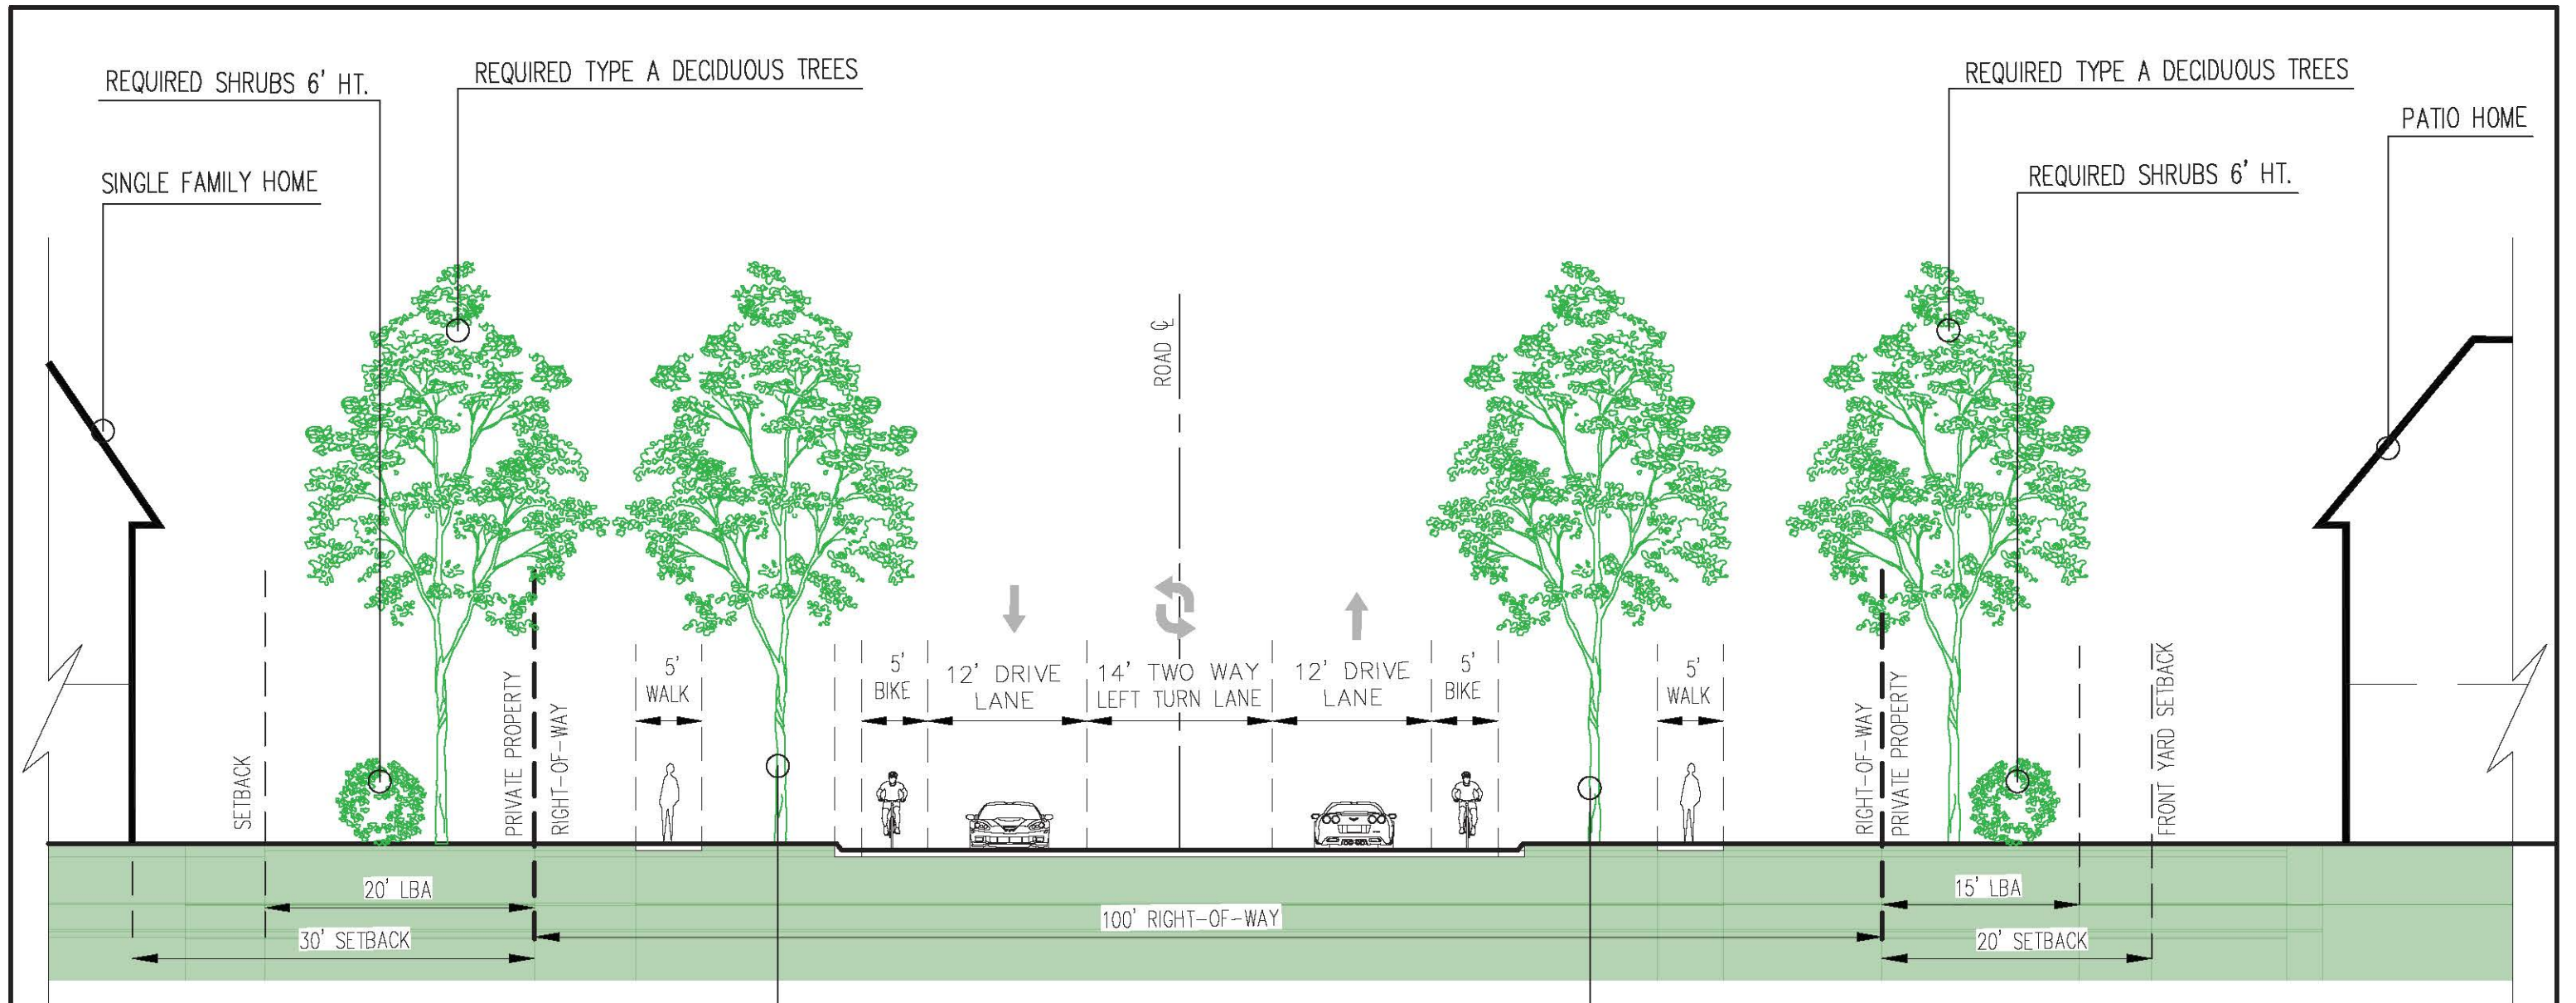 REQUIRED SHRUBS 6' HT.
REQUIRED TYPE A DECIDUOUS TREES
REQUIRED TYPE A DECIDUOUS TREES
PATIO HOME
SINGLE FAMILY HOME
REQUIRED SHRUBS 6' HT.
ROAD ℄
SETBACK
PRIVATE PROPERTY
RIGHT-OF-WAY
5'
WALK
5'
BIKE
12' DRIVE
LANE
14' TWO WAY
LEFT TURN LANE
12' DRIVE
LANE
5'
BIKE
5'
WALK
RIGHT-OF-WAY
PRIVATE PROPERTY
FRONT YARD SETBACK
20' LBA
15' LBA
100' RIGHT-OF-WAY
30' SETBACK
20' SETBACK